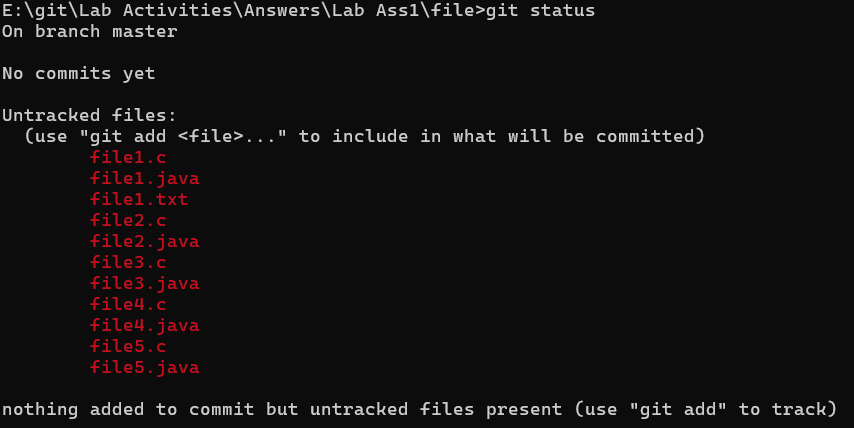 E:\git\Lab Activities\Answers\Lab Ass1\file>git status
On branch master
No commits yet
Untracked files:
(use "git add <file>..." to include in what will be committed)
file1.c
file1.java
file1.txt
file2.c
file2.java
file3.c
file3.java
file4.c
file4.java
file5.c
file5.java
nothing added to commit but untracked files present (use "git add" to track)